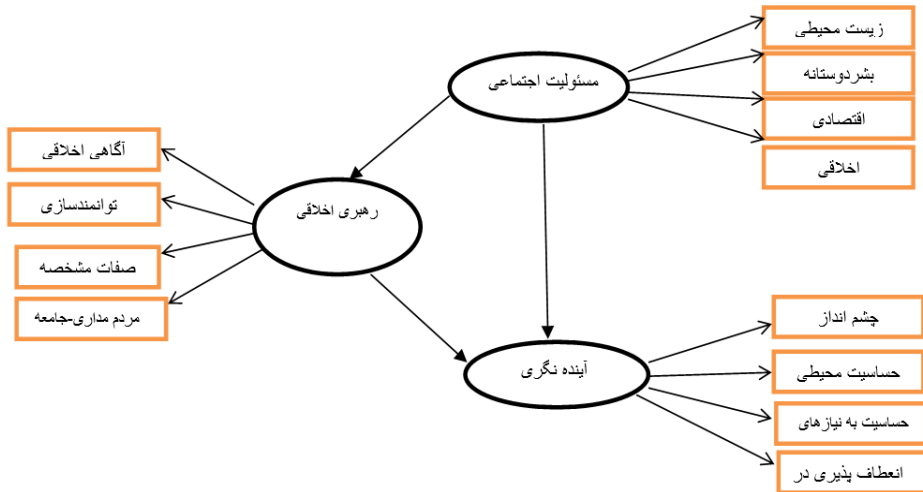 زیست محیطی
بشردوستانه
اقتصادی
اخلاقی
مسئولیت اجتماعی
آگاهی اخلاقی
توانمندسازی
صفات مشخصه
مردم مداری-جامعه
رهبری اخلاقی
آینده نگری
چشم انداز
حساسیت محیطی
حساسیت به نیازهای
انعطاف پذیری در